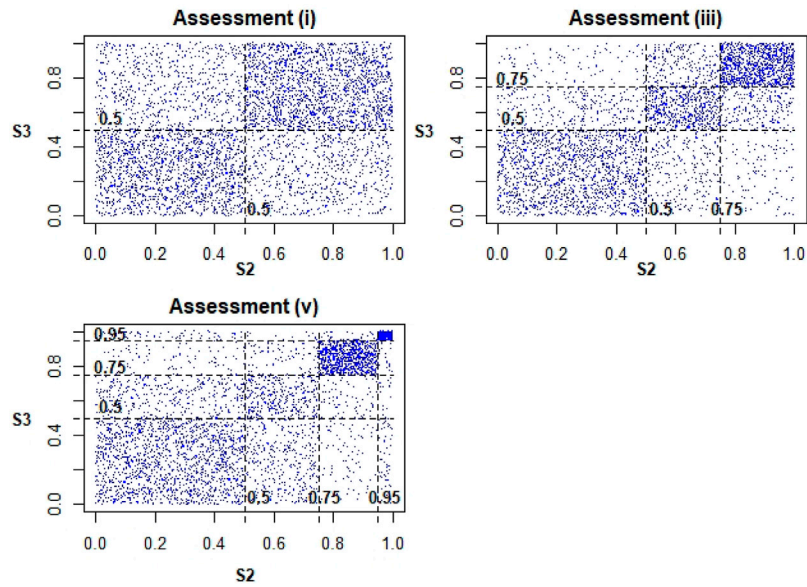 Assessment (i)
S3
0.0 0.4 0.8
0.5
0.5
0.0 0.2 0.4 0.6 0.8 1.0
S2
Assessment (iii)
S3
0.0 0.4 0.8
0.75
0.5
0.5 0.75
0.0 0.2 0.4 0.6 0.8 1.0
S2
Assessment (v)
S3
0.0 0.4 0.8
0.95
0.75
0.5
0.5 0.75 0.95
0.0 0.2 0.4 0.6 0.8 1.0
S2